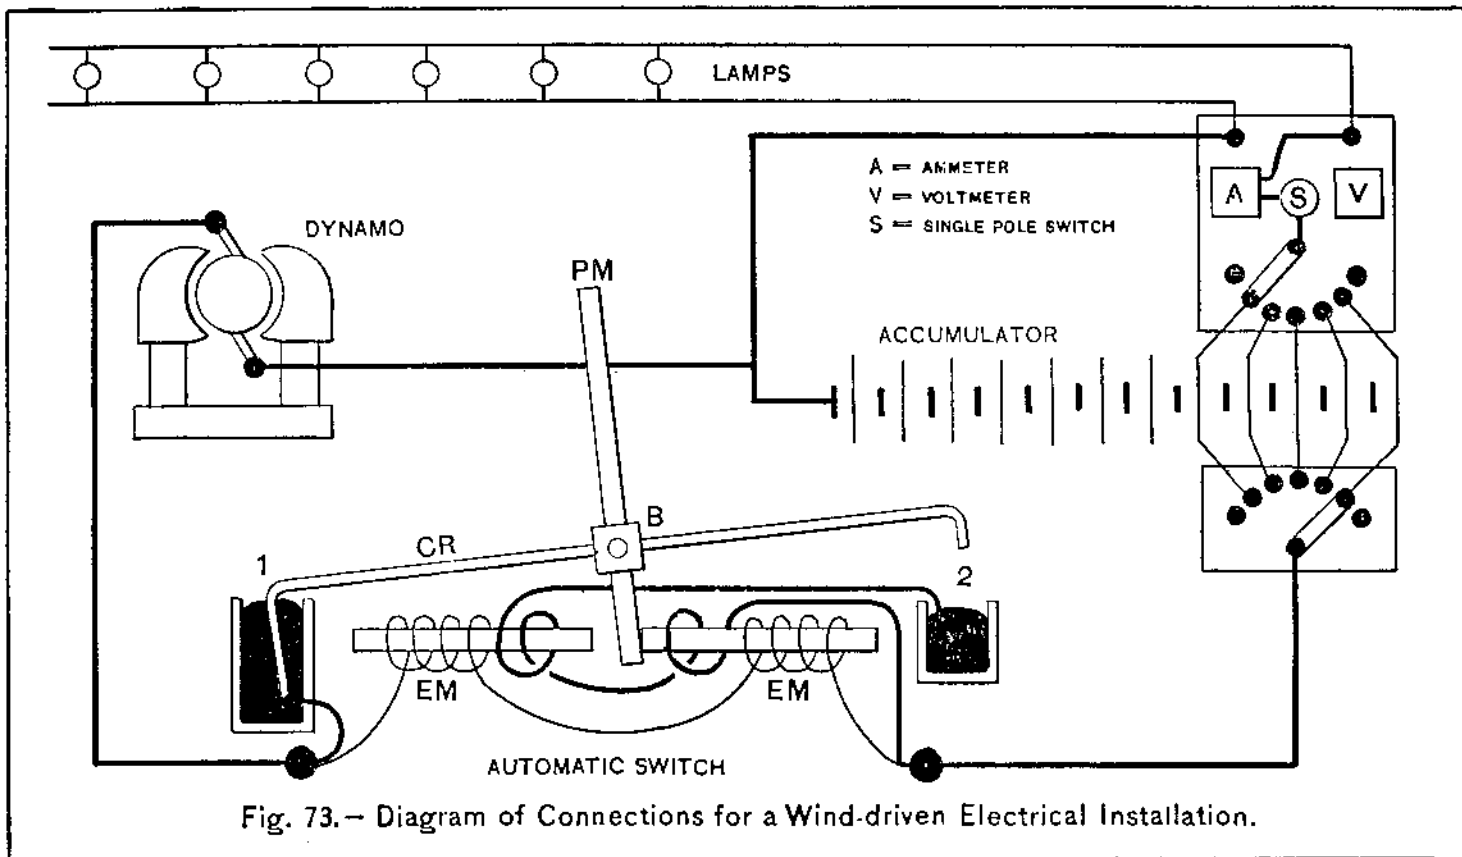 LAMPS
A = AMMETER
V = VOLTMETER
S = SINGLE POLE SWITCH
A
S
V
DYNAMO
PM
ACCUMULATOR
B
CR
1
2
EM
EM
AUTOMATIC SWITCH
Fig. 73.— Diagram of Connections for a Wind-driven Electrical Installation.